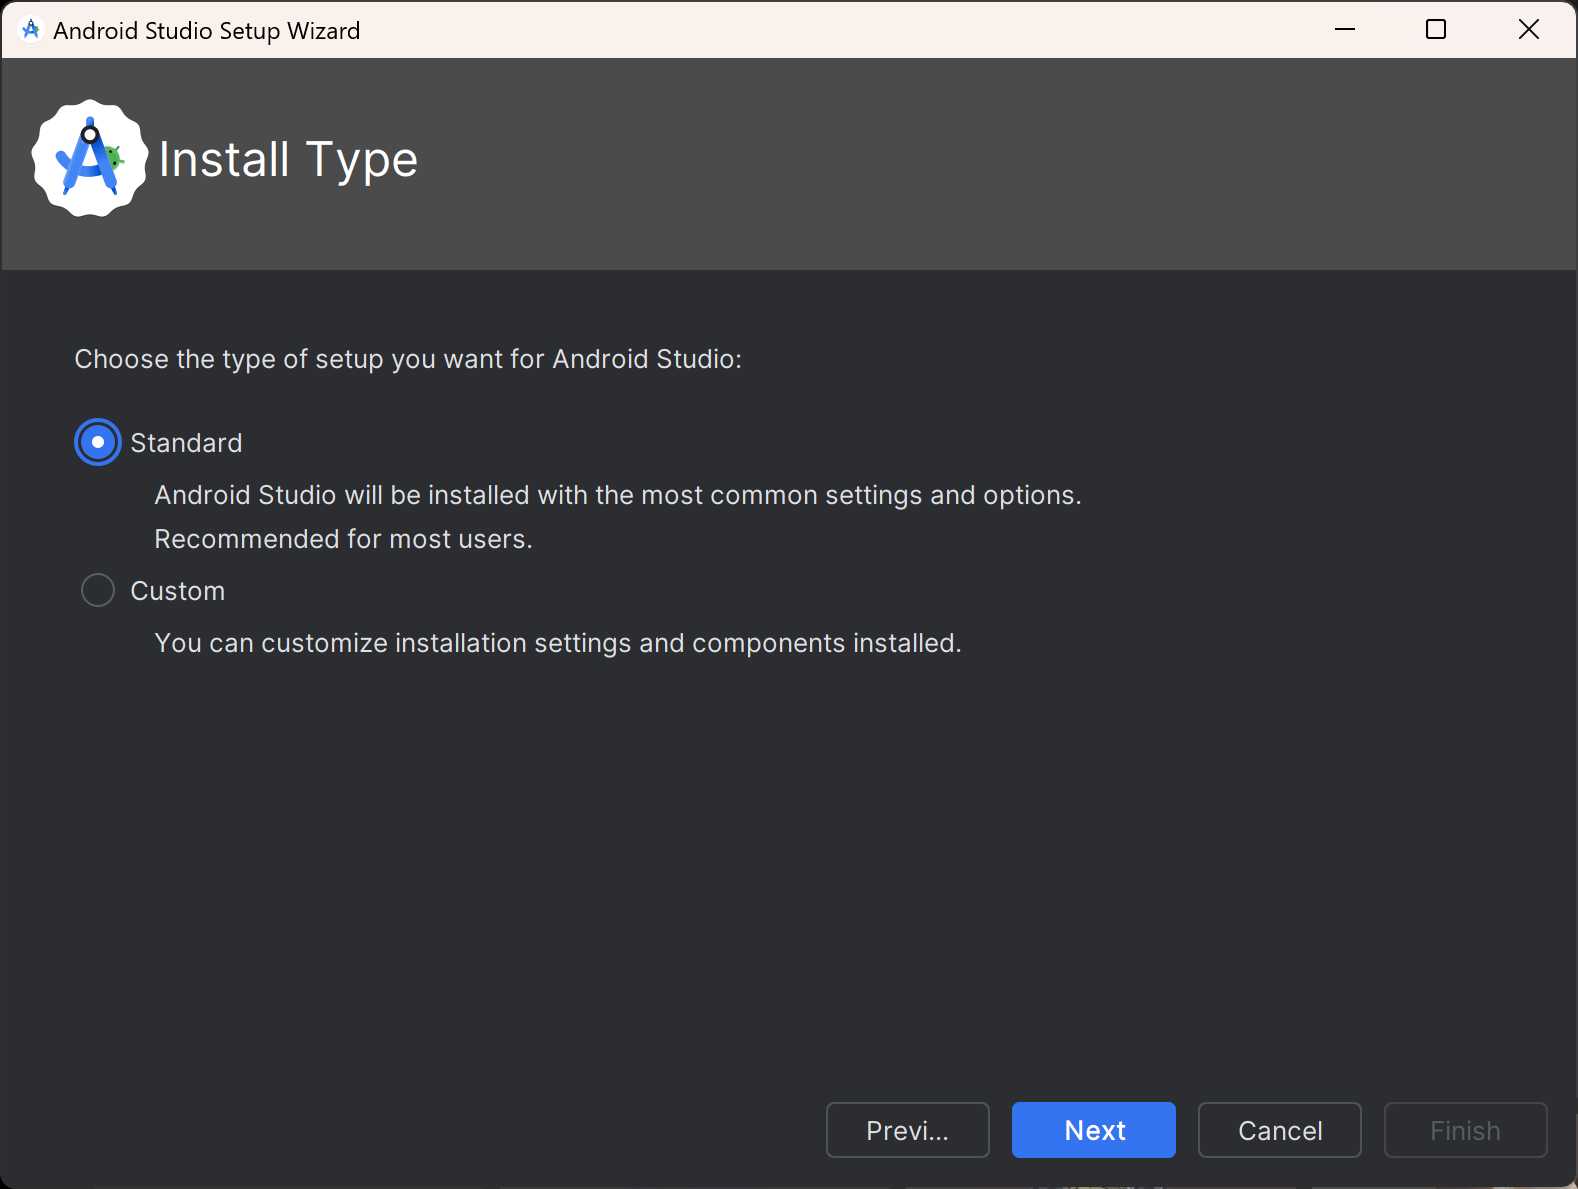 Android Studio Setup Wizard
Install Type
Choose the type of setup you want for Android Studio:
Standard
Android Studio will be installed with the most common settings and options.
Recommended for most users.
Custom
You can customize installation settings and components installed.
Previ... Next Cancel Finish